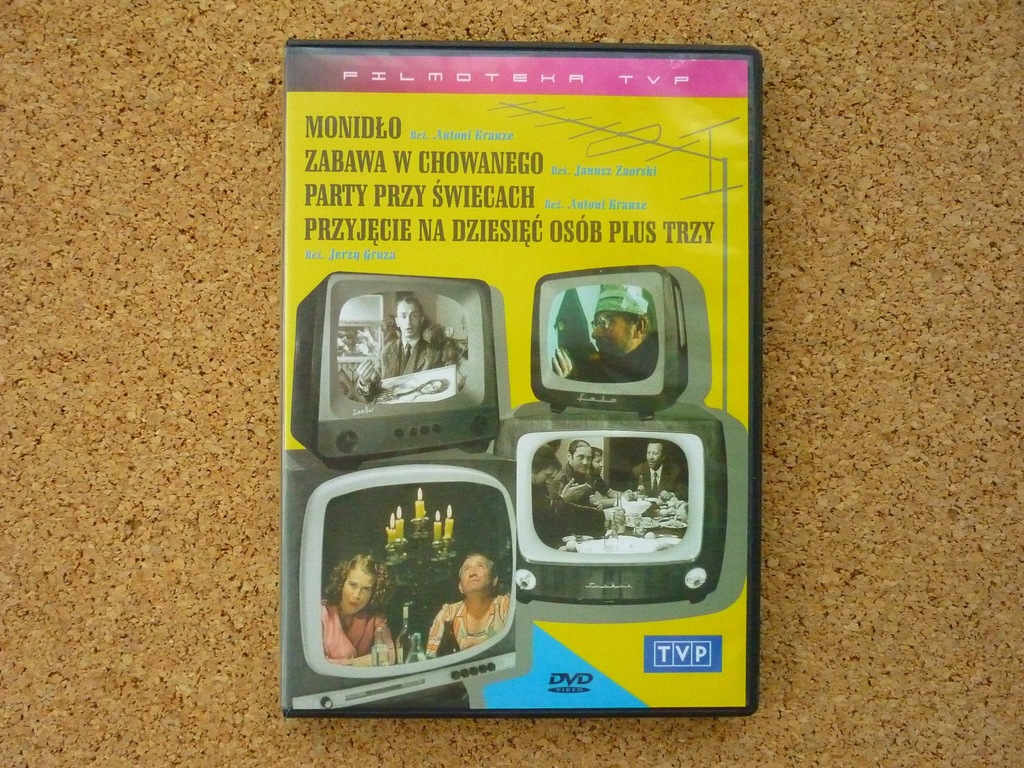 FILMOTEKA TVP
MONIDŁO Reż. Antoni Krauze
ZABAWA W CHOWANEGO Reż. Janusz Zaorski
PARTY PRZY ŚWIECACH Reż. Antoni Krauze
PRZYJĘCIE NA DZIESIĘĆ OSÓB PLUS TRZY
Reż. Jerzy Gruza
TVP
DVD
VIDEO